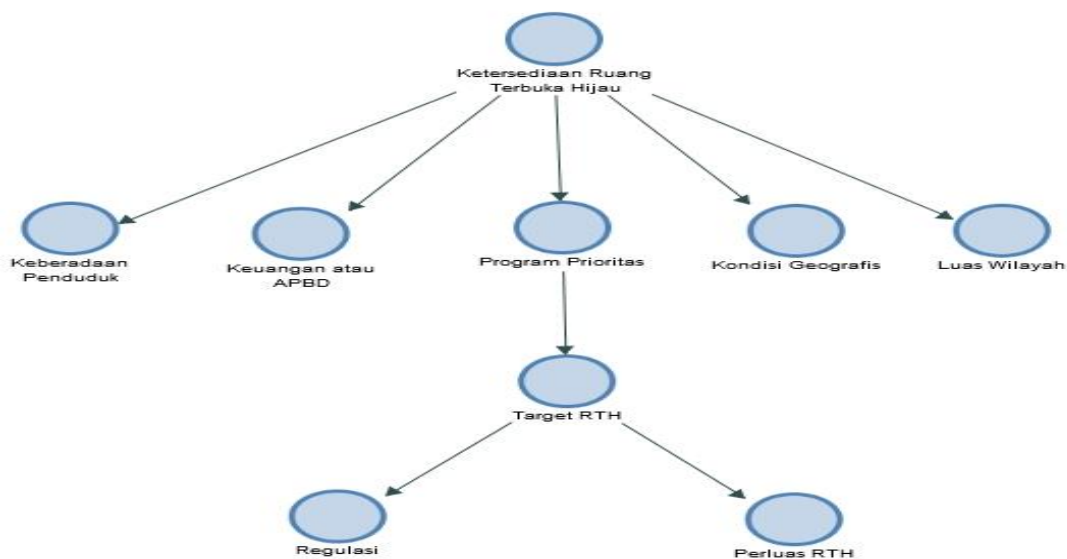 Ketersediaan Ruang
Terbuka Hijau
Keberadaan
Penduduk
Keuangan atau
APBD
Program Prioritas
Kondisi Geografis
Luas Wilayah
Target RTH
Regulasi
Perluas RTH